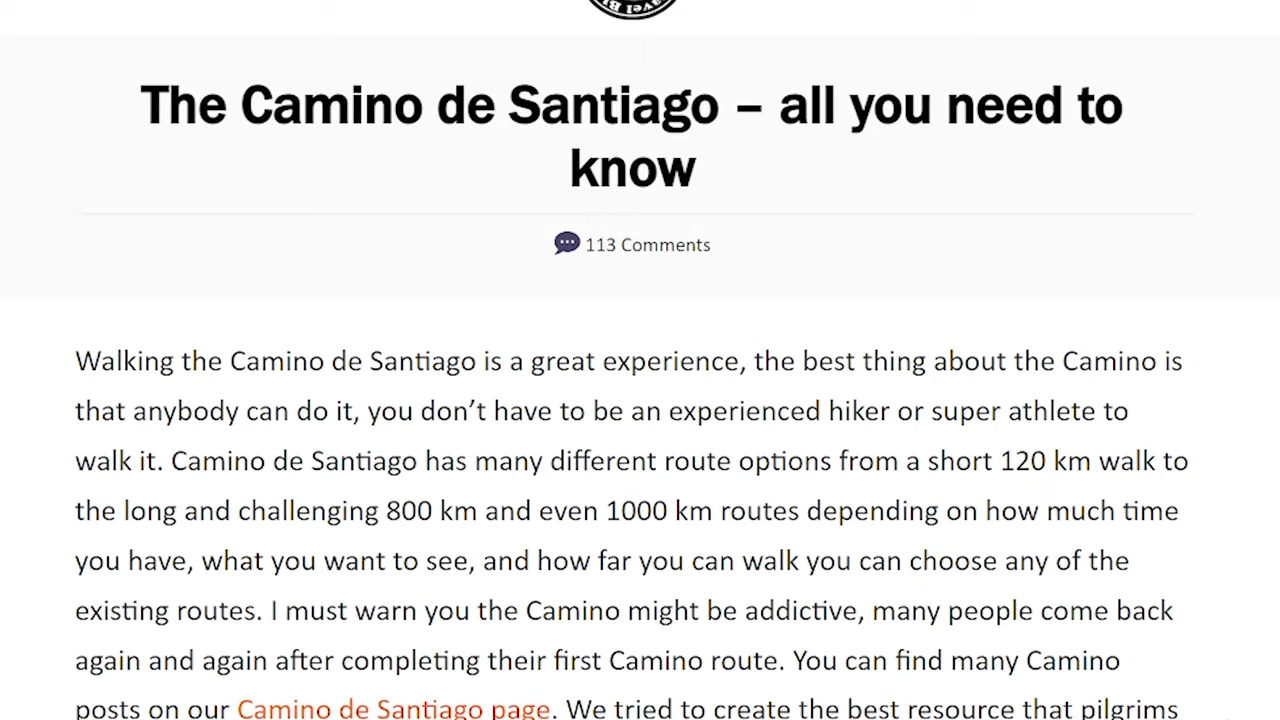 The Camino de Santiago – all you need to
know
113 Comments
Walking the Camino de Santiago is a great experience, the best thing about the Camino is
that anybody can do it, you don’t have to be an experienced hiker or super athlete to
walk it. Camino de Santiago has many different route options from a short 120 km walk to
the long and challenging 800 km and even 1000 km routes depending on how much time
you have, what you want to see, and how far you can walk you can choose any of the
existing routes. I must warn you the Camino might be addictive, many people come back
again and again after completing their first Camino route. You can find many Camino
posts on our Camino de Santiago page. We tried to create the best resource that pilgrims